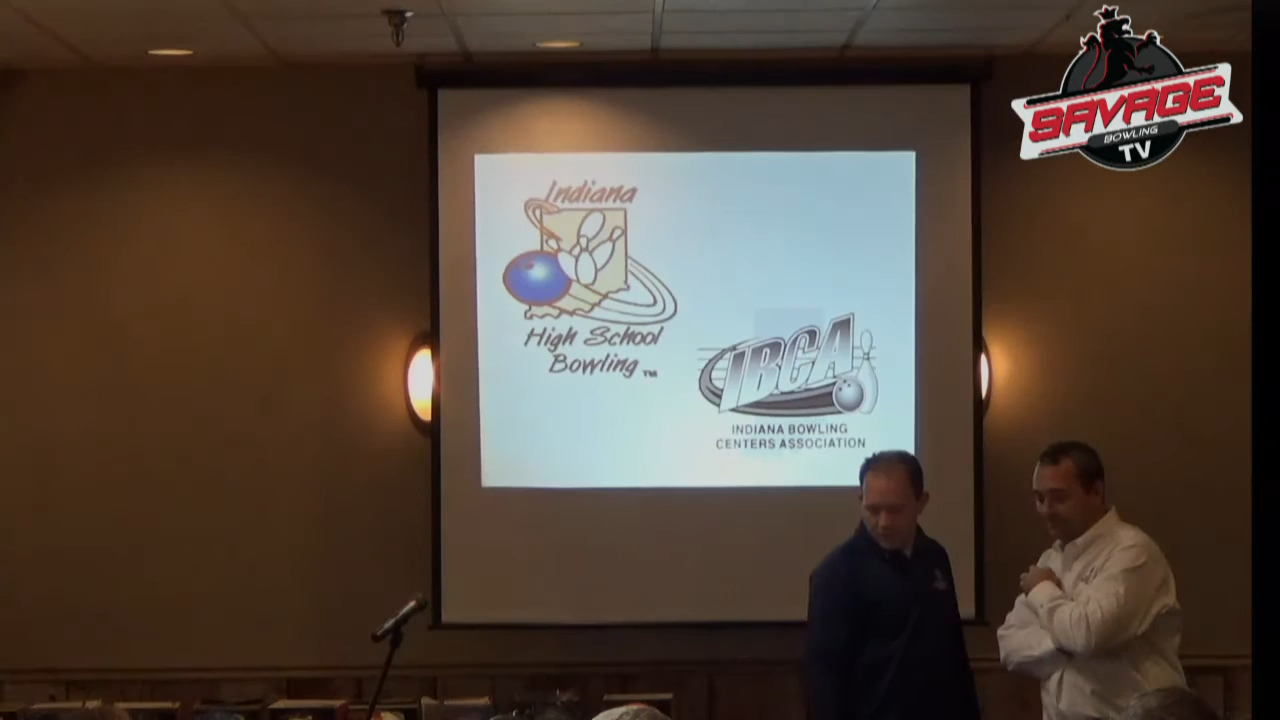 SAVAGE
BOWLING
TV
Indiana
High School
Bowling TM
IBCA
INDIANA BOWLING
CENTERS ASSOCIATION